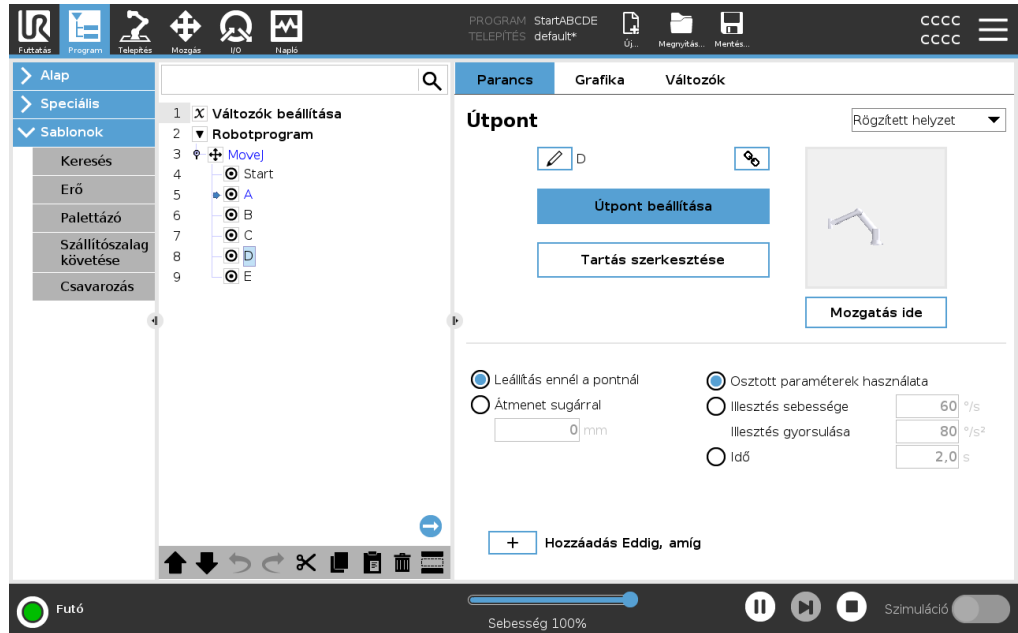 UR
Futtatás
Program
Telepítés
Mozgás
I/O
Napló
PROGRAM StartABCDE
TELEPÍTÉS default*
Új...
Megnyitás...
Mentés...
CCCC
CCCC
Alap
Speciális
Sablonok
Keresés
Erő
Palettázó
Szállítószalag
követése
Csavarozás
1 X Változók beállítása
2 Robotprogram
3 MoveJ
4 Start
5 A
6 B
7 C
8 D
9 E
Parancs
Grafika
Változók
Útpont
Rögzített helyzet
D
Útpont beállítása
Tartás szerkesztése
Mozgatás ide
Leállítás ennél a pontnál
Átmenet sugárral
0 mm
Osztott paraméterek használata
Illesztés sebessége 60 °/s
Illesztés gyorsulása 80 °/s²
Idő 2,0 s
+ Hozzáadás Eddig, amíg
Futó
Sebesség 100%
Szimuláció